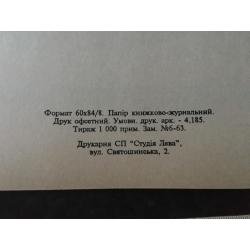 Формат 60х84/8. Папір книжково-журнальний.
Друк офсетний. Умовн. друк. арк. - 4,185.
Тираж 1 000 прим. Зам. №6-63.
Друкарня СП "Студія Лева",
вул. Святошинська, 2.